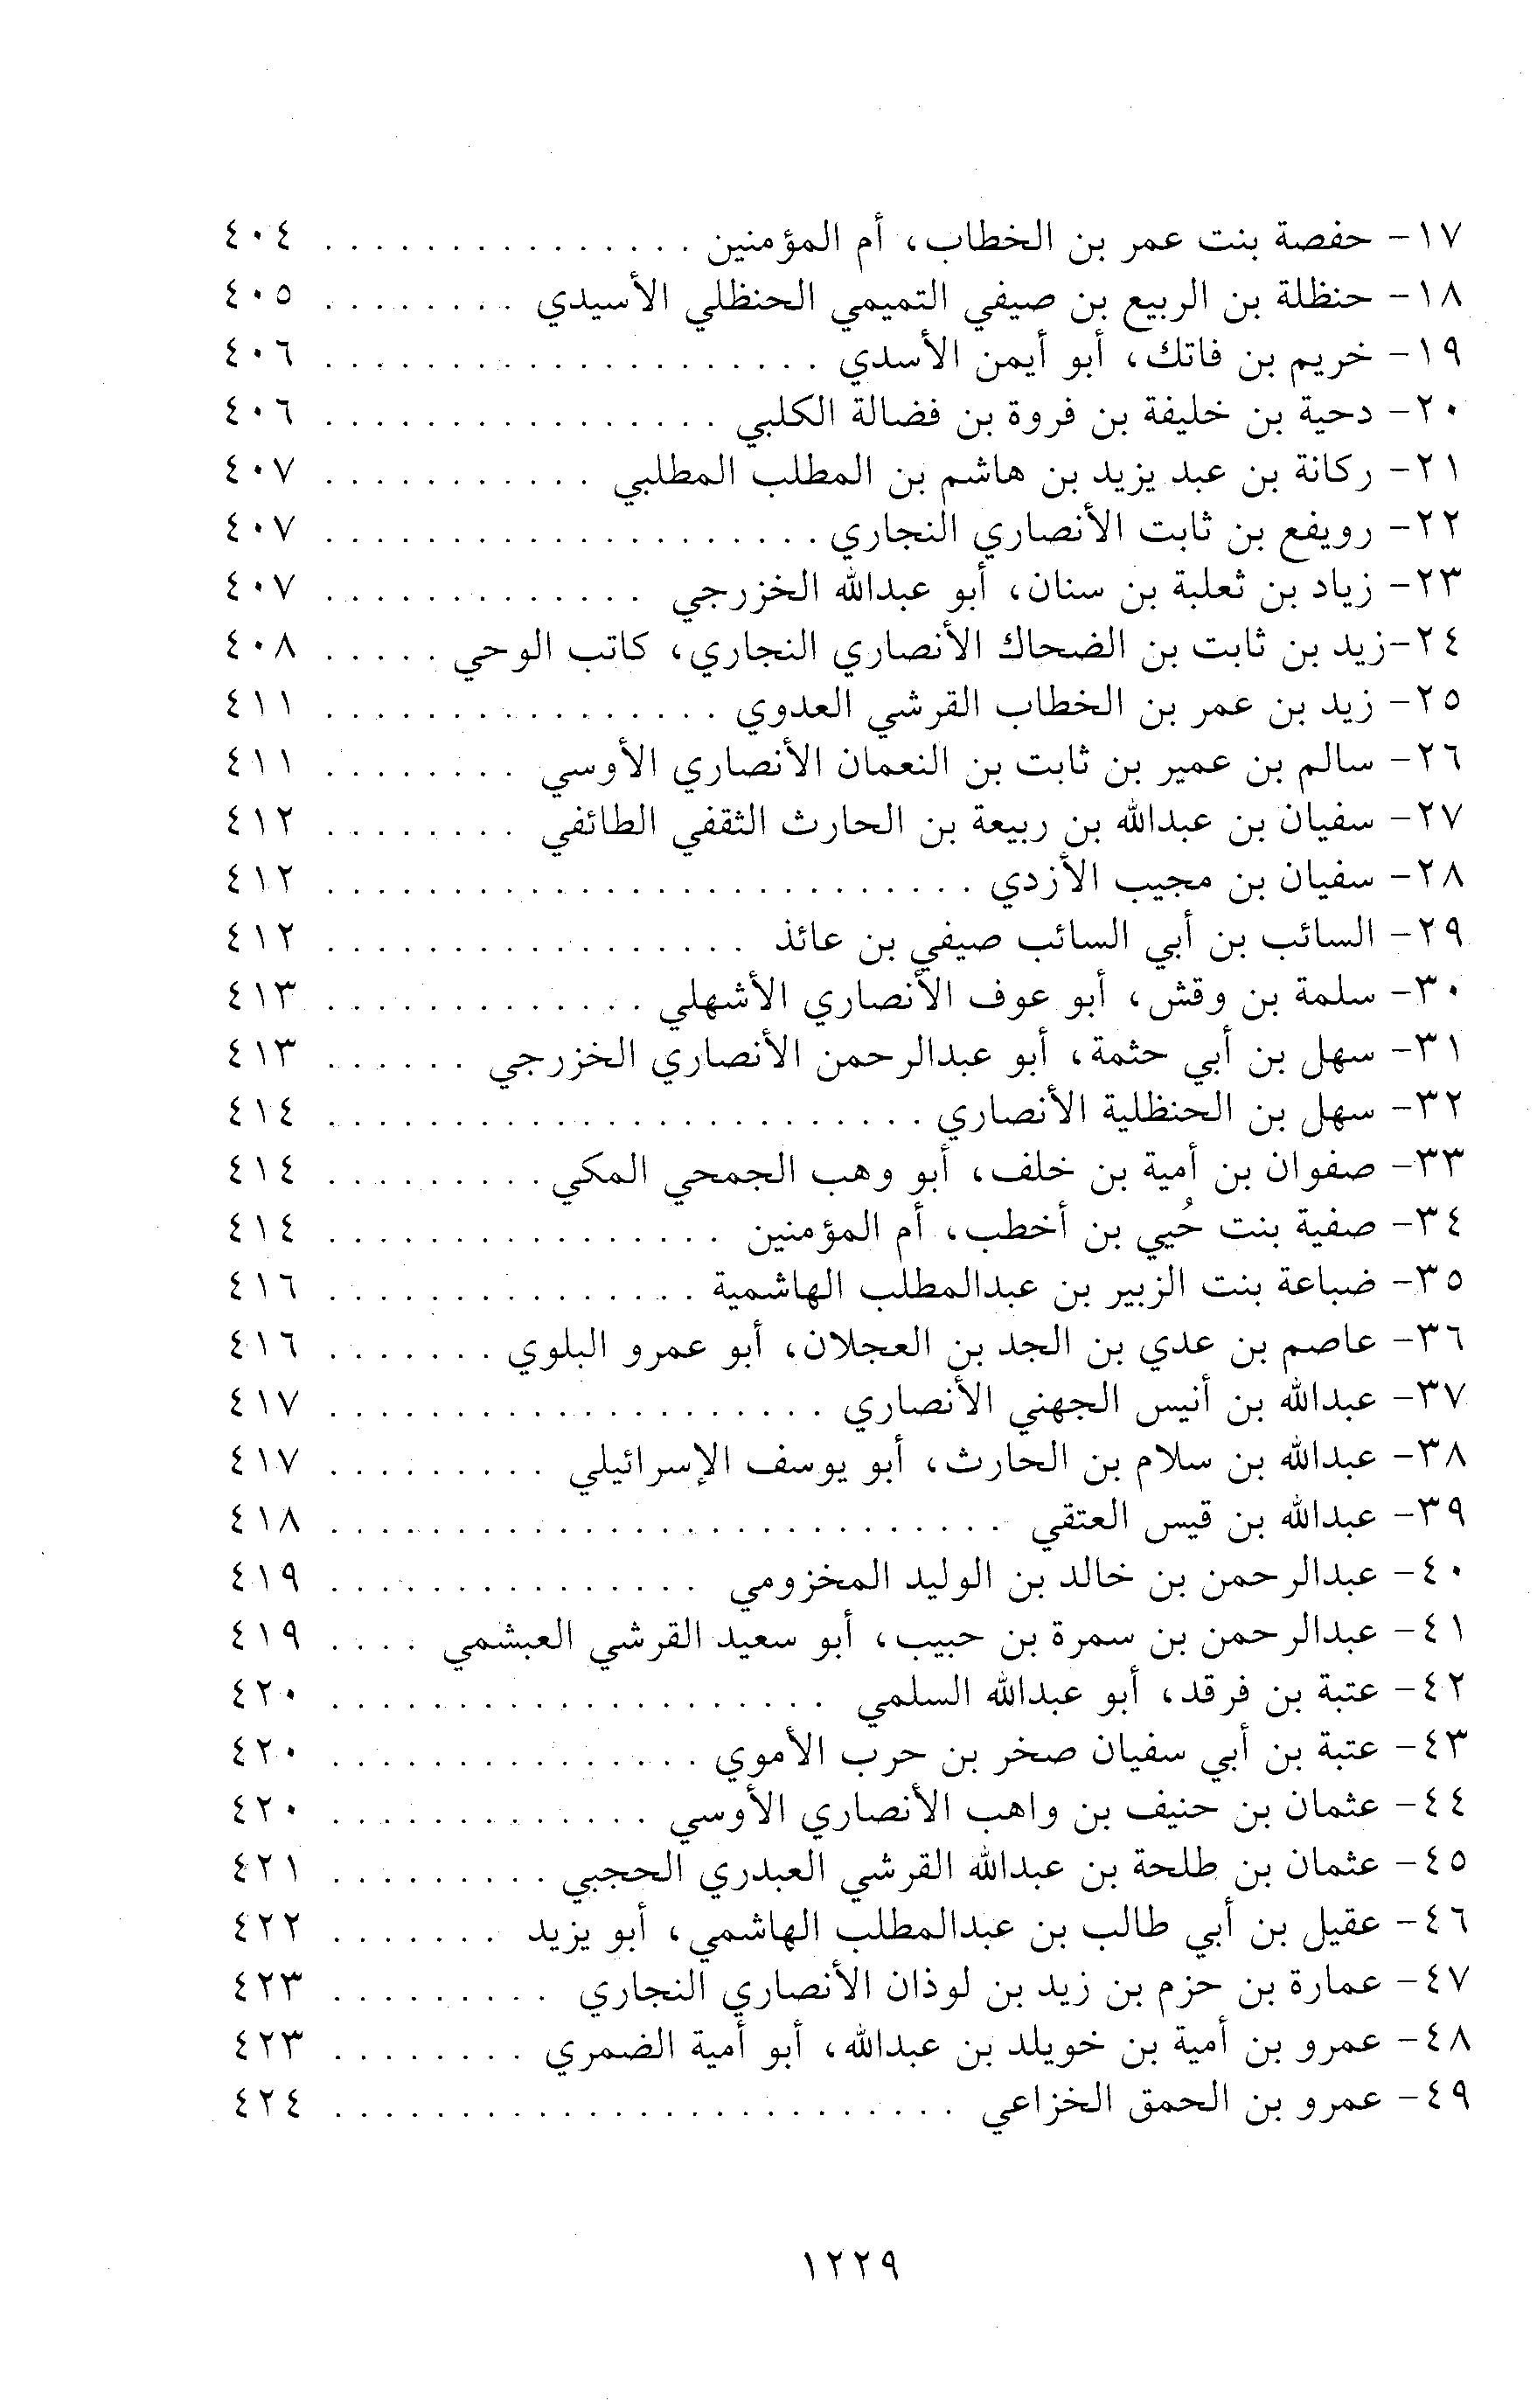 ١٧- حفصة بنت عمر بن الخطاب، أم المؤمنين . . . . . . . . . . . . . . . ٤٠٤
١٨- حنظلة بن الربيع بن صيفي التميمي الحنظلي الأسيدي . . . . . . . . ٤٠٥
١٩- خريم بن فاتك، أبو أيمن الأسدي . . . . . . . . . . . . . . . . . . . . ٤٠٦
٢٠- دحية بن خليفة بن فروة بن فضالة الكلبي . . . . . . . . . . . . . . . . ٤٠٦
٢١- ركانة بن عبد يزيد بن هاشم بن المطلب المطلبي . . . . . . . . . . . ٤٠٧
٢٢- رويفع بن ثابت الأنصاري النجاري . . . . . . . . . . . . . . . . . . . . ٤٠٧
٢٣- زياد بن ثعلبة بن سنان، أبو عبدالله الخزرجي . . . . . . . . . . . . . ٤٠٧
٢٤-زيد بن ثابت بن الضحاك الأنصاري النجاري، كاتب الوحي . . . . . ٤٠٨
٢٥- زيد بن عمر بن الخطاب القرشي العدوي . . . . . . . . . . . . . . . . ٤١١
٢٦- سالم بن عمير بن ثابت بن النعمان الأنصاري الأوسي . . . . . . . . ٤١١
٢٧- سفيان بن عبدالله بن ربيعة بن الحارث الثقفي الطائفي . . . . . . . . ٤١٢
٢٨- سفيان بن مجيب الأزدي . . . . . . . . . . . . . . . . . . . . . . . . . . ٤١٢
٢٩- السائب بن أبي السائب صيفي بن عائذ . . . . . . . . . . . . . . . . . ٤١٢
٣٠- سلمة بن وقش، أبو عوف الأنصاري الأشهلي . . . . . . . . . . . . . ٤١٣
٣١- سهل بن أبي حثمة، أبو عبدالرحمن الأنصاري الخزرجي . . . . . . ٤١٣
٣٢- سهل بن الحنظلية الأنصاري . . . . . . . . . . . . . . . . . . . . . . . . ٤١٤
٣٣- صفوان بن أمية بن خلف، أبو وهب الجمحي المكي . . . . . . . . . ٤١٤
٣٤- صفية بنت حُيي بن أخطب، أم المؤمنين . . . . . . . . . . . . . . . . ٤١٤
٣٥- ضباعة بنت الزبير بن عبدالمطلب الهاشمية . . . . . . . . . . . . . . . ٤١٦
٣٦- عاصم بن عدي بن الجد بن العجلان، أبو عمرو البلوي . . . . . . . ٤١٦
٣٧- عبدالله بن أنيس الجهني الأنصاري . . . . . . . . . . . . . . . . . . . . ٤١٧
٣٨- عبدالله بن سلام بن الحارث، أبو يوسف الإسرائيلي . . . . . . . . . ٤١٧
٣٩- عبدالله بن قيس العتقي . . . . . . . . . . . . . . . . . . . . . . . . . . . ٤١٨
٤٠- عبدالرحمن بن خالد بن الوليد المخزومي . . . . . . . . . . . . . . . ٤١٩
٤١- عبدالرحمن بن سمرة بن حبيب، أبو سعيد القرشي العبشمي . . . . ٤١٩
٤٢- عتبة بن فرقد، أبو عبدالله السلمي . . . . . . . . . . . . . . . . . . . . ٤٢٠
٤٣- عتبة بن أبي سفيان صخر بن حرب الأموي . . . . . . . . . . . . . . . ٤٢٠
٤٤- عثمان بن حنيف بن واهب الأنصاري الأوسي . . . . . . . . . . . . . ٤٢٠
٤٥- عثمان بن طلحة بن عبدالله القرشي العبدري الحجبي . . . . . . . . . ٤٢١
٤٦- عقيل بن أبي طالب بن عبدالمطلب الهاشمي، أبو يزيد . . . . . . . ٤٢٢
٤٧- عمارة بن حزم بن زيد بن لوذان الأنصاري النجاري . . . . . . . . . ٤٢٣
٤٨- عمرو بن أمية بن خويلد بن عبدالله، أبو أمية الضمري . . . . . . . . ٤٢٣
٤٩- عمرو بن الحمق الخزاعي . . . . . . . . . . . . . . . . . . . . . . . . . ٤٢٤
١٢٢٩